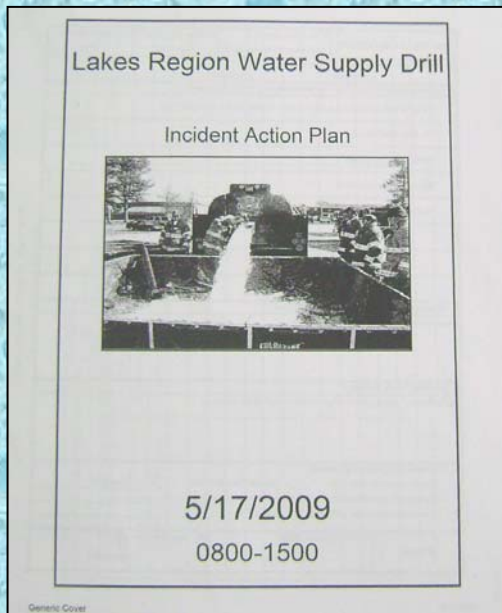 Lakes Region Water Supply Drill
Incident Action Plan
5/17/2009
0800-1500
Generic Cover